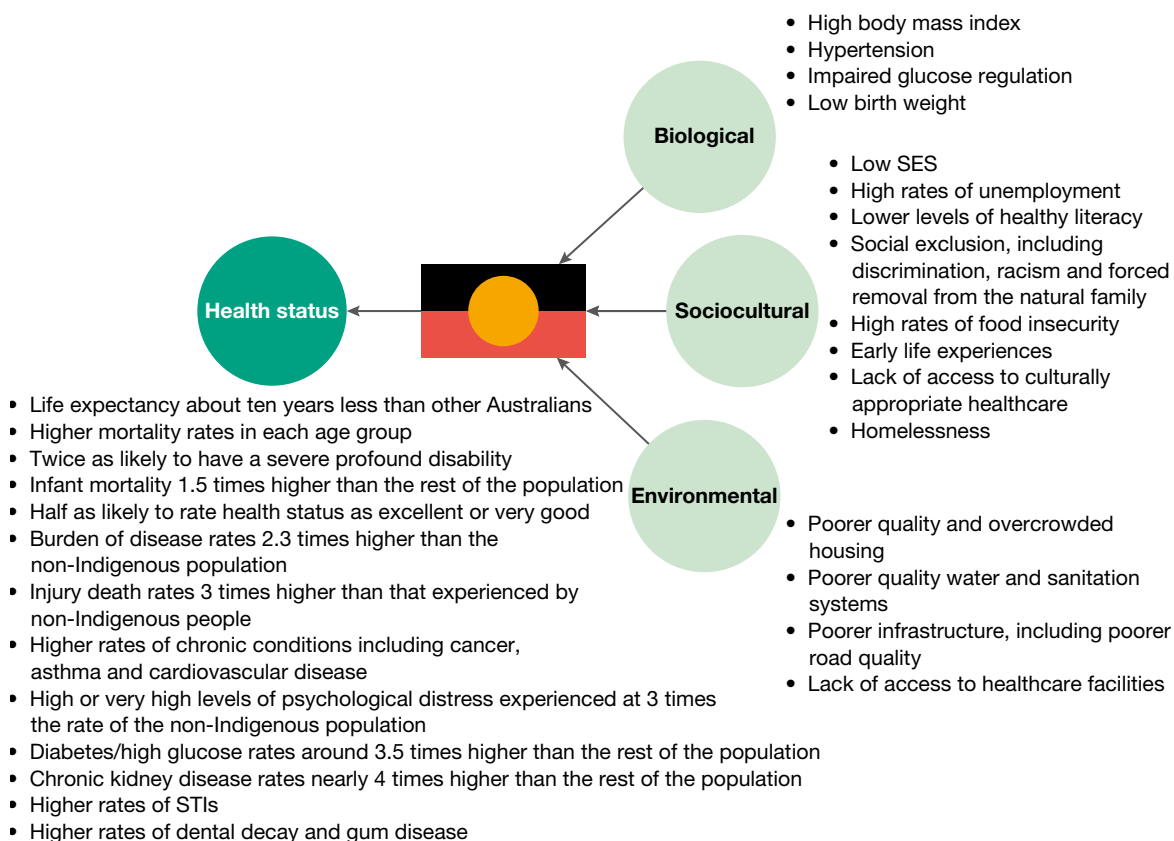 • High body mass index
• Hypertension
• Impaired glucose regulation
• Low birth weight
Biological
• Low SES
• High rates of unemployment
• Lower levels of healthy literacy
• Social exclusion, including
discrimination, racism and forced
removal from the natural family
• High rates of food insecurity
• Early life experiences
• Lack of access to culturally
appropriate healthcare
• Homelessness
Sociocultural
Health status
• Life expectancy about ten years less than other Australians
• Higher mortality rates in each age group
• Twice as likely to have a severe profound disability
• Infant mortality 1.5 times higher than the rest of the population
• Half as likely to rate health status as excellent or very good
• Burden of disease rates 2.3 times higher than the
non-Indigenous population
• Injury death rates 3 times higher than that experienced by
non-Indigenous people
• Higher rates of chronic conditions including cancer,
asthma and cardiovascular disease
• High or very high levels of psychological distress experienced at 3 times
the rate of the non-Indigenous population
• Diabetes/high glucose rates around 3.5 times higher than the rest of the population
• Chronic kidney disease rates nearly 4 times higher than the rest of the population
• Higher rates of STIs
• Higher rates of dental decay and gum disease
Environmental
• Poorer quality and overcrowded
housing
• Poorer quality water and sanitation
systems
• Poorer infrastructure, including poorer
road quality
• Lack of access to healthcare facilities